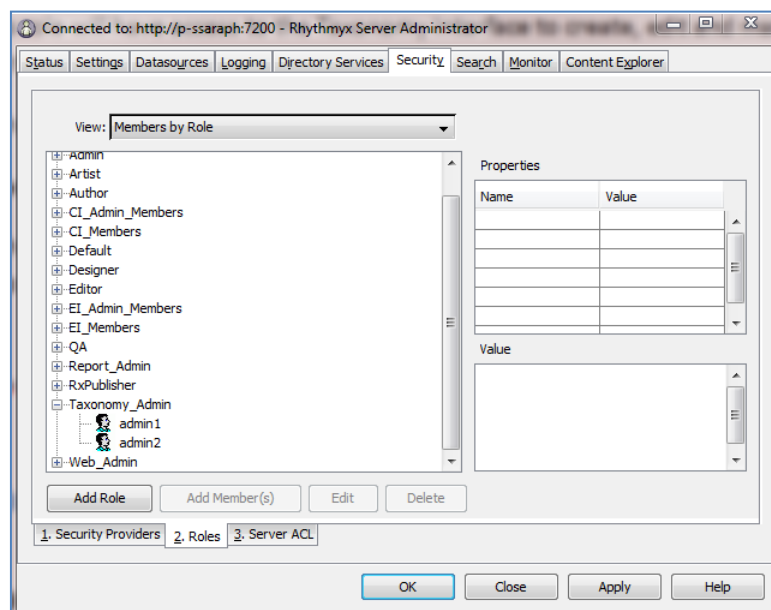 Connected to: http://p-ssaraph:7200 - Rhythmyx Server Administrator
Status Settings Datasources Logging Directory Services Security Search Monitor Content Explorer
View: Members by Role
Admin
Artist
Author
CI_Admin_Members
CI_Members
Default
Designer
Editor
EI_Admin_Members
EI_Members
QA
Report_Admin
RxPublisher
Taxonomy_Admin
admin1
admin2
Web_Admin
Properties
Name Value
Value
Add Role Add Member(s) Edit Delete
1. Security Providers 2. Roles 3. Server ACL
OK Close Apply Help